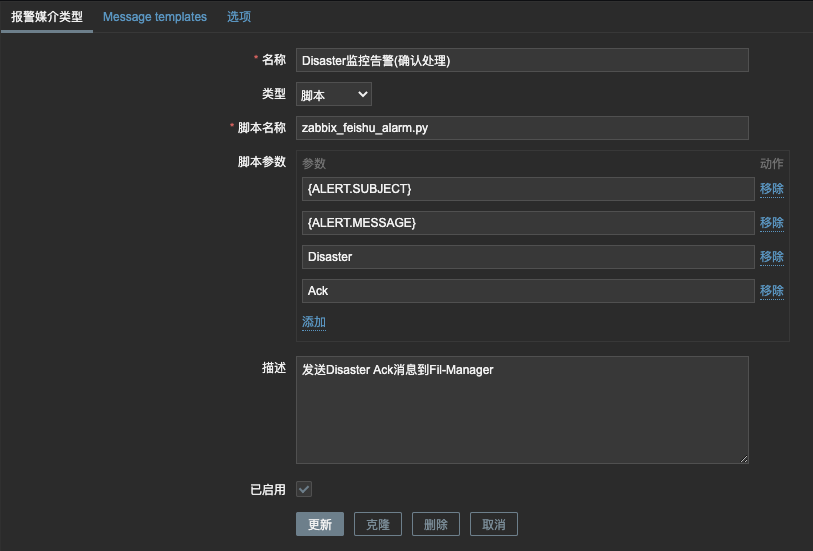 报警媒介类型 Message templates 选项
* 名称 Disaster监控告警(确认处理)
类型 脚本
* 脚本名称 zabbix_feishu_alarm.py
脚本参数 参数 动作
{ALERT.SUBJECT} 移除
{ALERT.MESSAGE} 移除
Disaster 移除
Ack 移除
添加
描述 发送Disaster Ack消息到Fil-Manager
已启用
更新 克隆 删除 取消